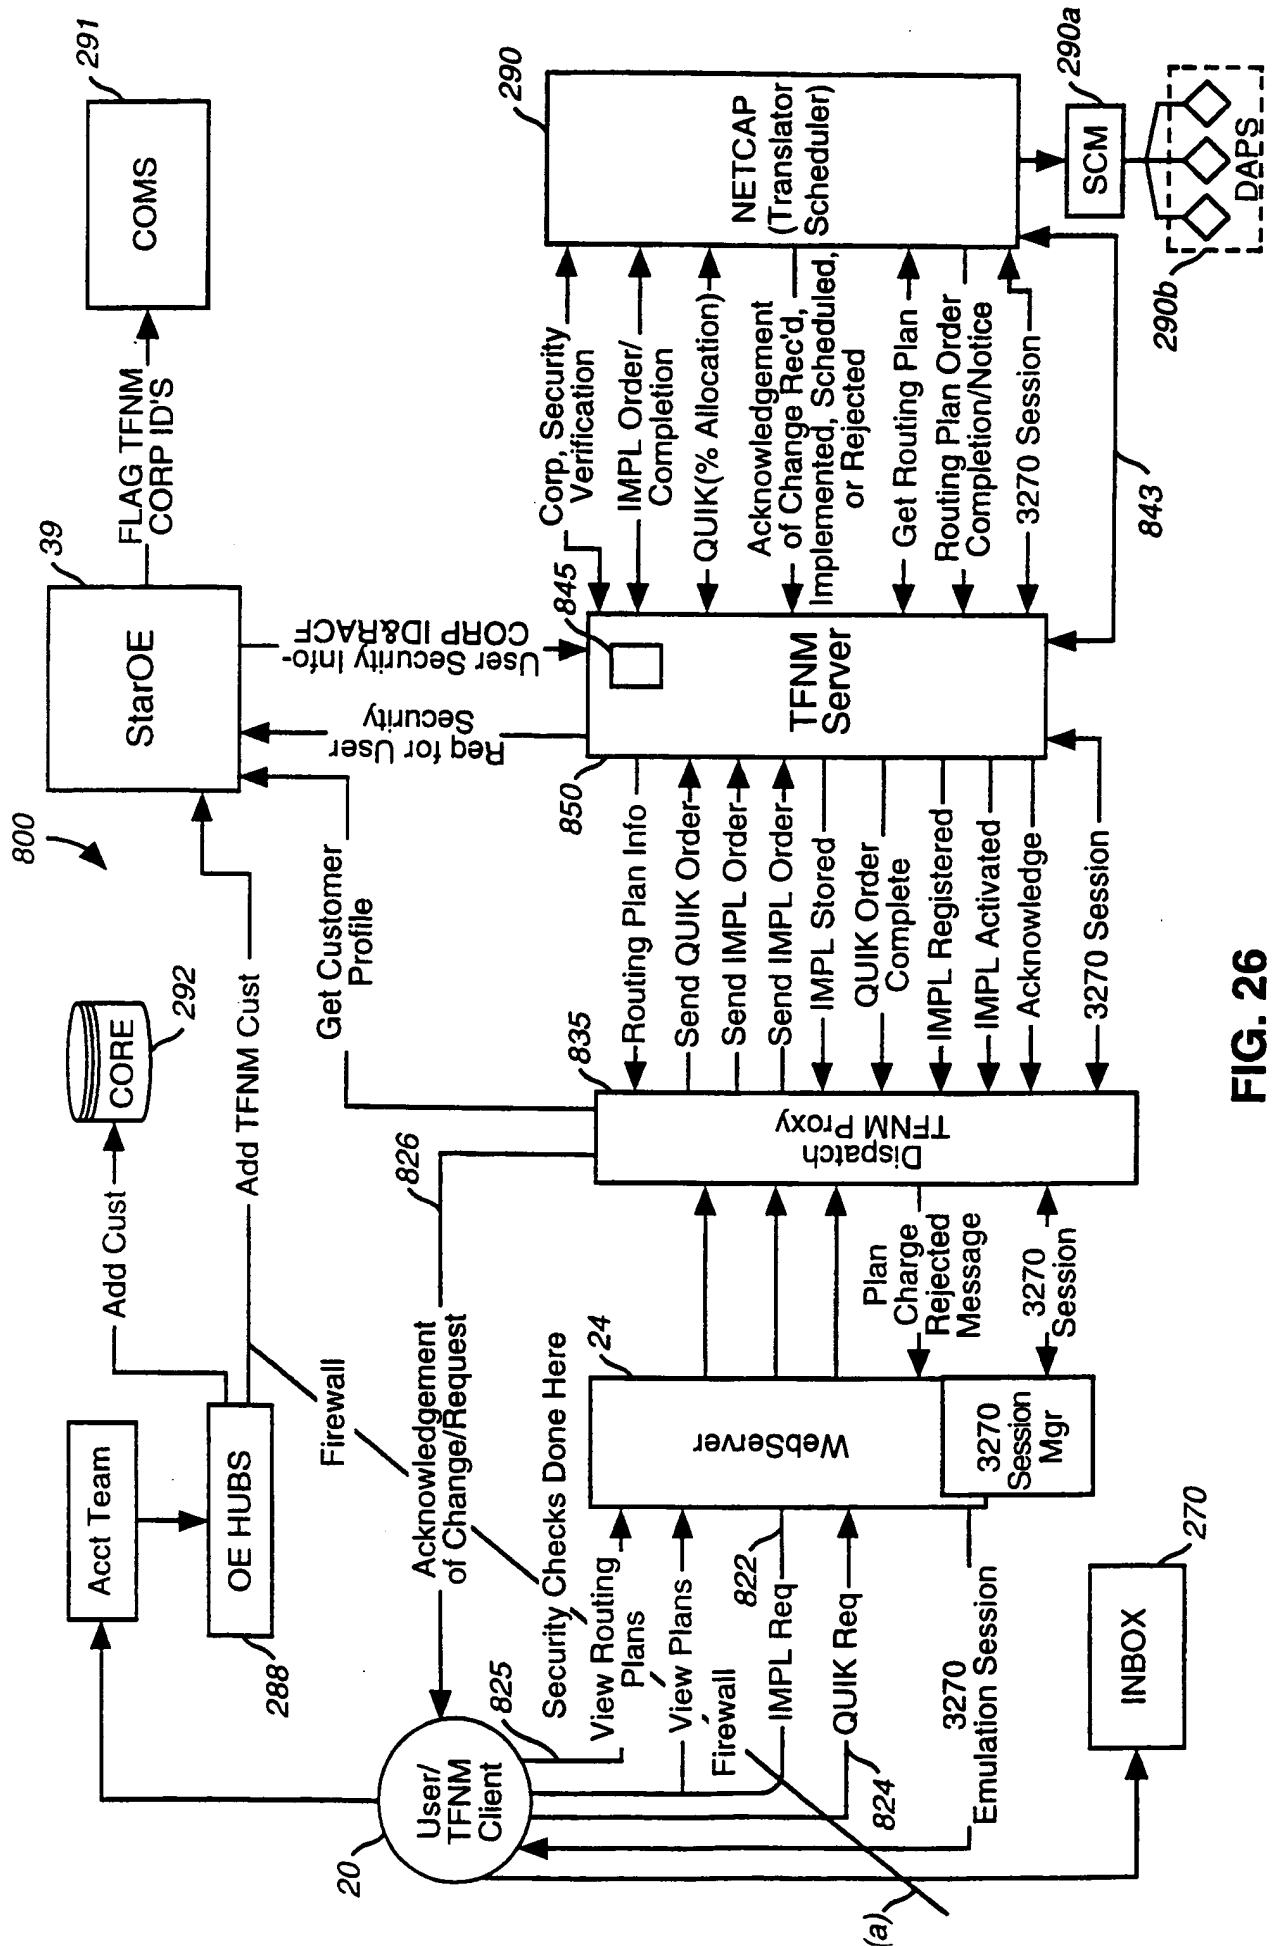 800
Acct Team
OE HUBS
288
Add Cust
CORE
292
Add TFNM Cust
Firewall
StarOE
39
FLAG TFNM
CORP ID'S
COMS
291
Get Customer
Profile
Req for User
Security
User Security Info-
CORP ID&RACF
User/
TFNM
Client
20
Acknowledgement
of Change/Request
826
Security Checks Done Here
825
View Routing
Plans
View Plans
Firewall
IMPL Req
822
QUIK Req
824
3270
Emulation Session
(a)
INBOX
270
WebServer
24
3270
Session
Mgr
Plan
Charge
Rejected
Message
3270
Session
Dispatch
TFNM Proxy
835
Routing Plan Info
Send QUIK Order
Send IMPL Order
Send IMPL Order
IMPL Stored
QUIK Order
Complete
IMPL Registered
IMPL Activated
Acknowledge
3270 Session
850
845
TFNM
Server
Corp, Security
Verification
IMPL Order/
Completion
QUIK(% Allocation)
Acknowledgement
of Change Rec'd,
Implemented, Scheduled,
or Rejected
Get Routing Plan
Routing Plan Order
Completion/Notice
3270 Session
843
NETCAP
(Translator
Scheduler)
290
SCM
290a
DAPS
290b
FIG. 26